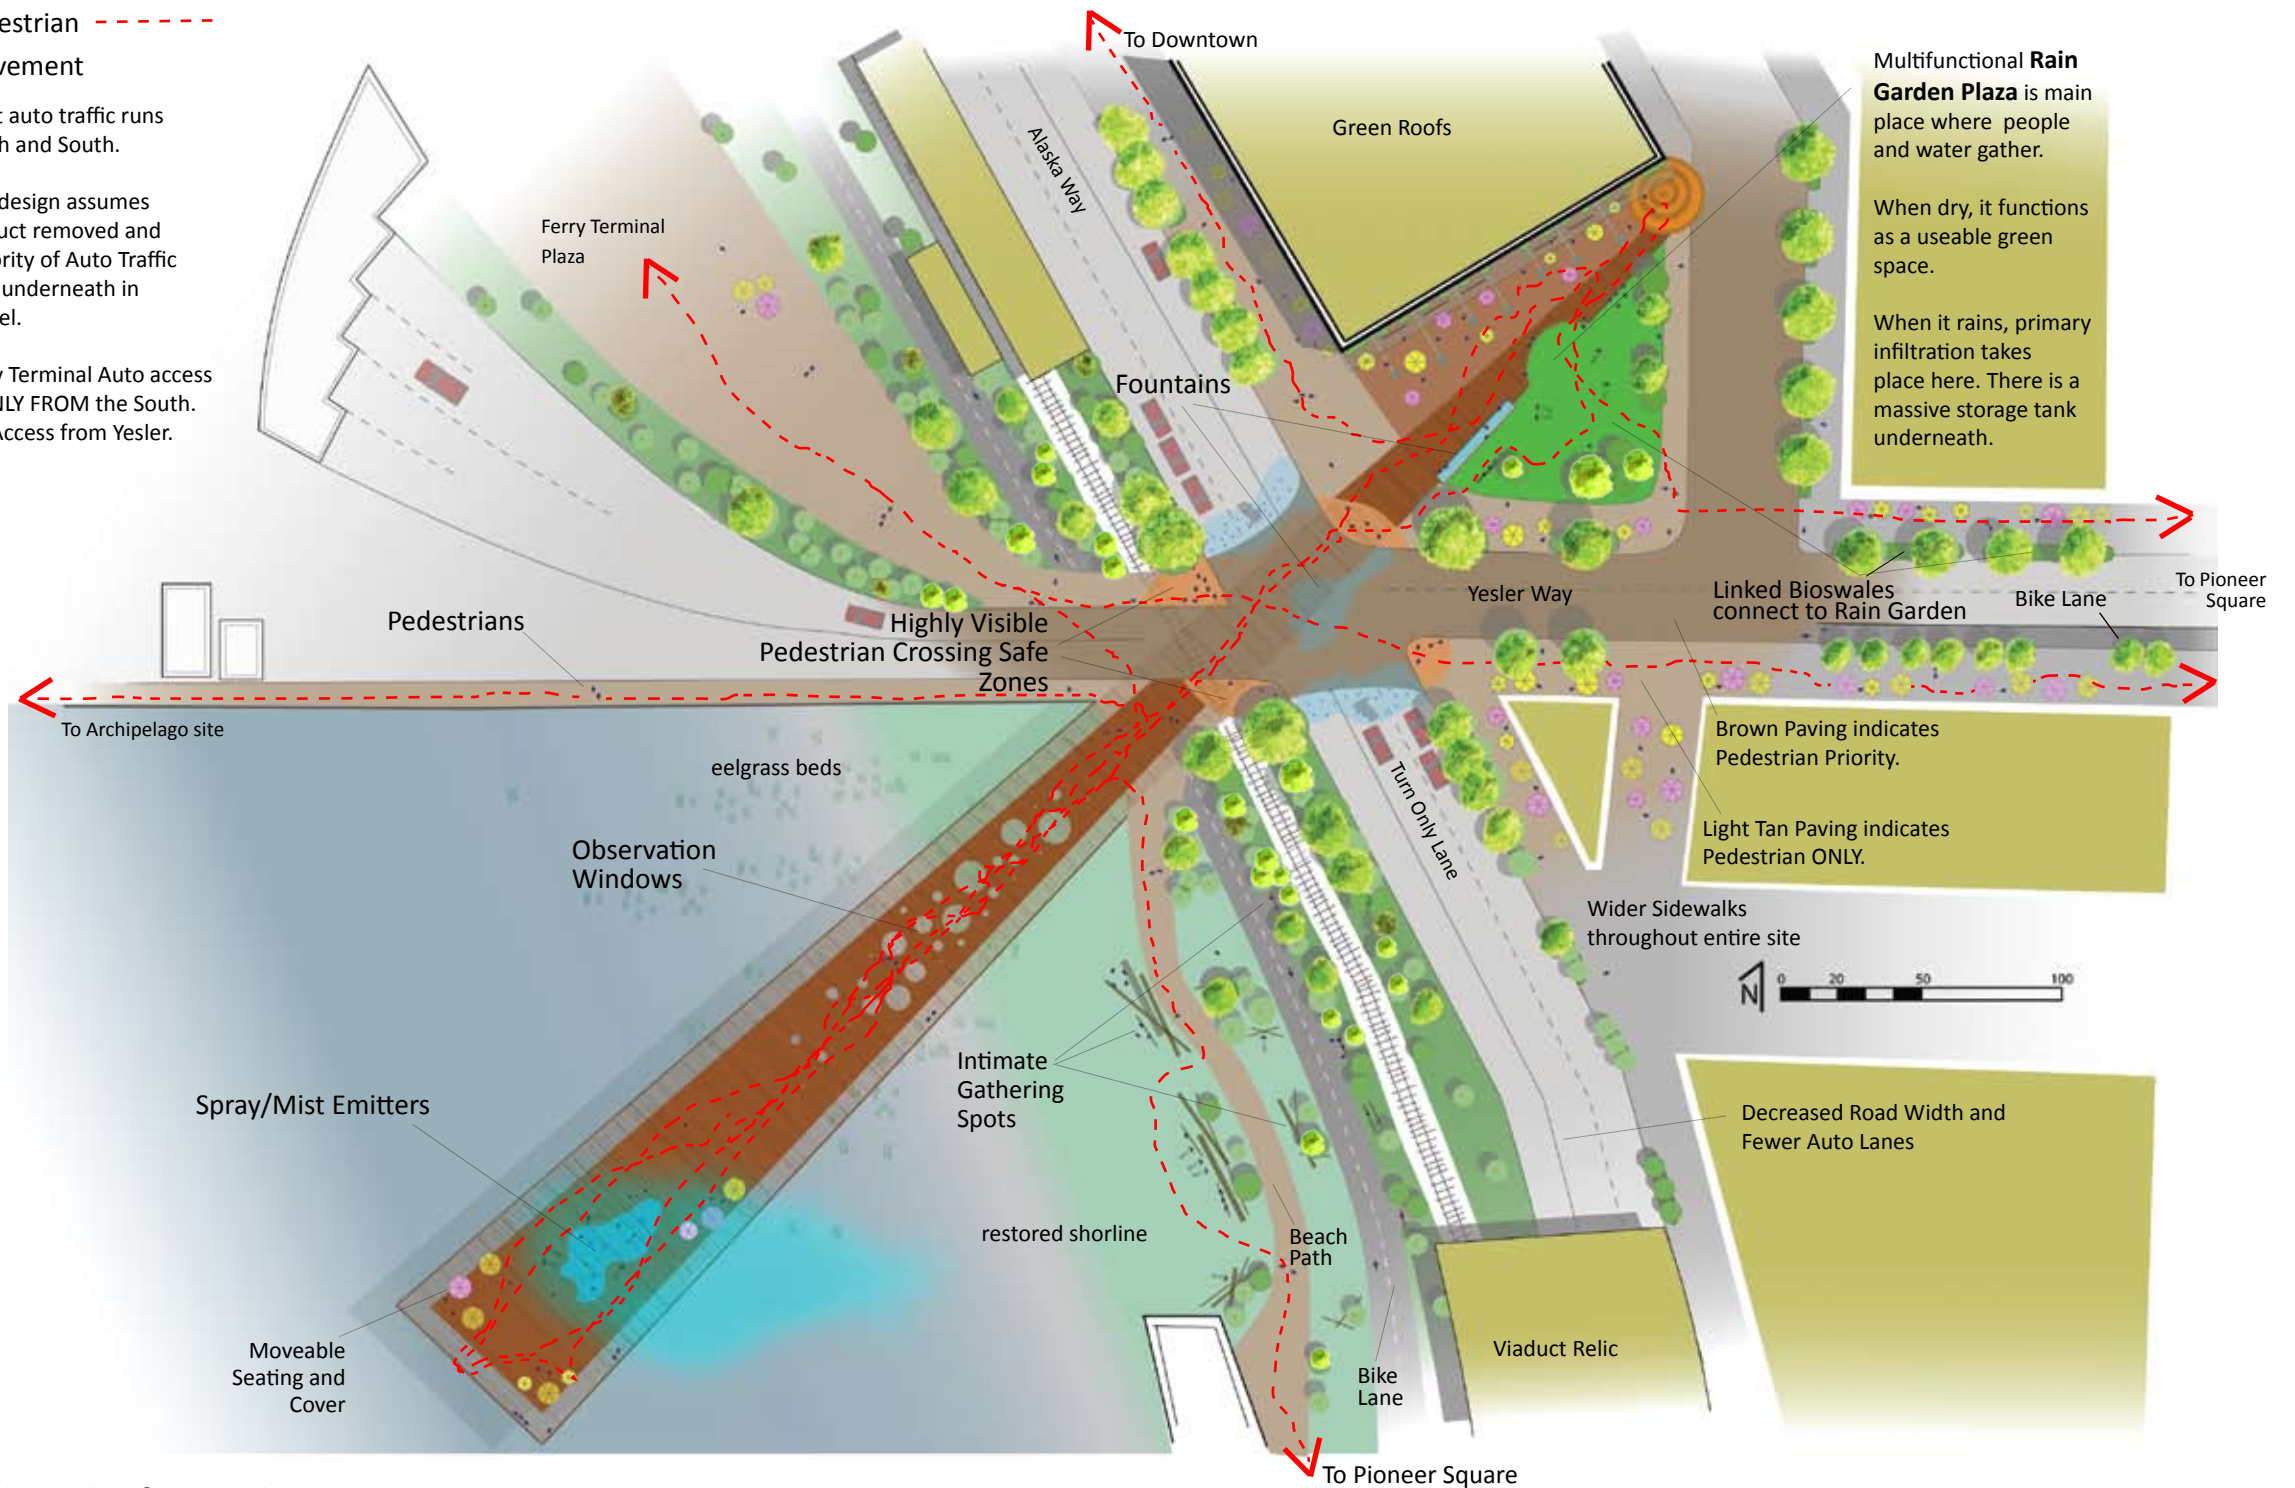 estrian
vement
t auto traffic runs
h and South.
design assumes
uct removed and
ority of Auto Traffic
underneath in
el.
y Terminal Auto access
NLY FROM the South.
Access from Yesler.
To Downtown
Alaska Way
Green Roofs
Multifunctional Rain
Garden Plaza is main
place where people
and water gather.
When dry, it functions
as a useable green
space.
When it rains, primary
infiltration takes
place here. There is a
massive storage tank
underneath.
Ferry Terminal
Plaza
Fountains
Pedestrians
Highly Visible
Pedestrian Crossing Safe
Zones
Yesler Way
Linked Bioswales
connect to Rain Garden
Bike Lane
To Pioneer
Square
To Archipelago site
eelgrass beds
Brown Paving indicates
Pedestrian Priority.
Turn Only Lane
Light Tan Paving indicates
Pedestrian ONLY.
Observation
Windows
Wider Sidewalks
throughout entire site
N
0 20 50 100
Intimate
Gathering
Spots
Spray/Mist Emitters
Decreased Road Width and
Fewer Auto Lanes
restored shorline
Beach
Path
Moveable
Seating and
Cover
Bike
Lane
Viaduct Relic
To Pioneer Square